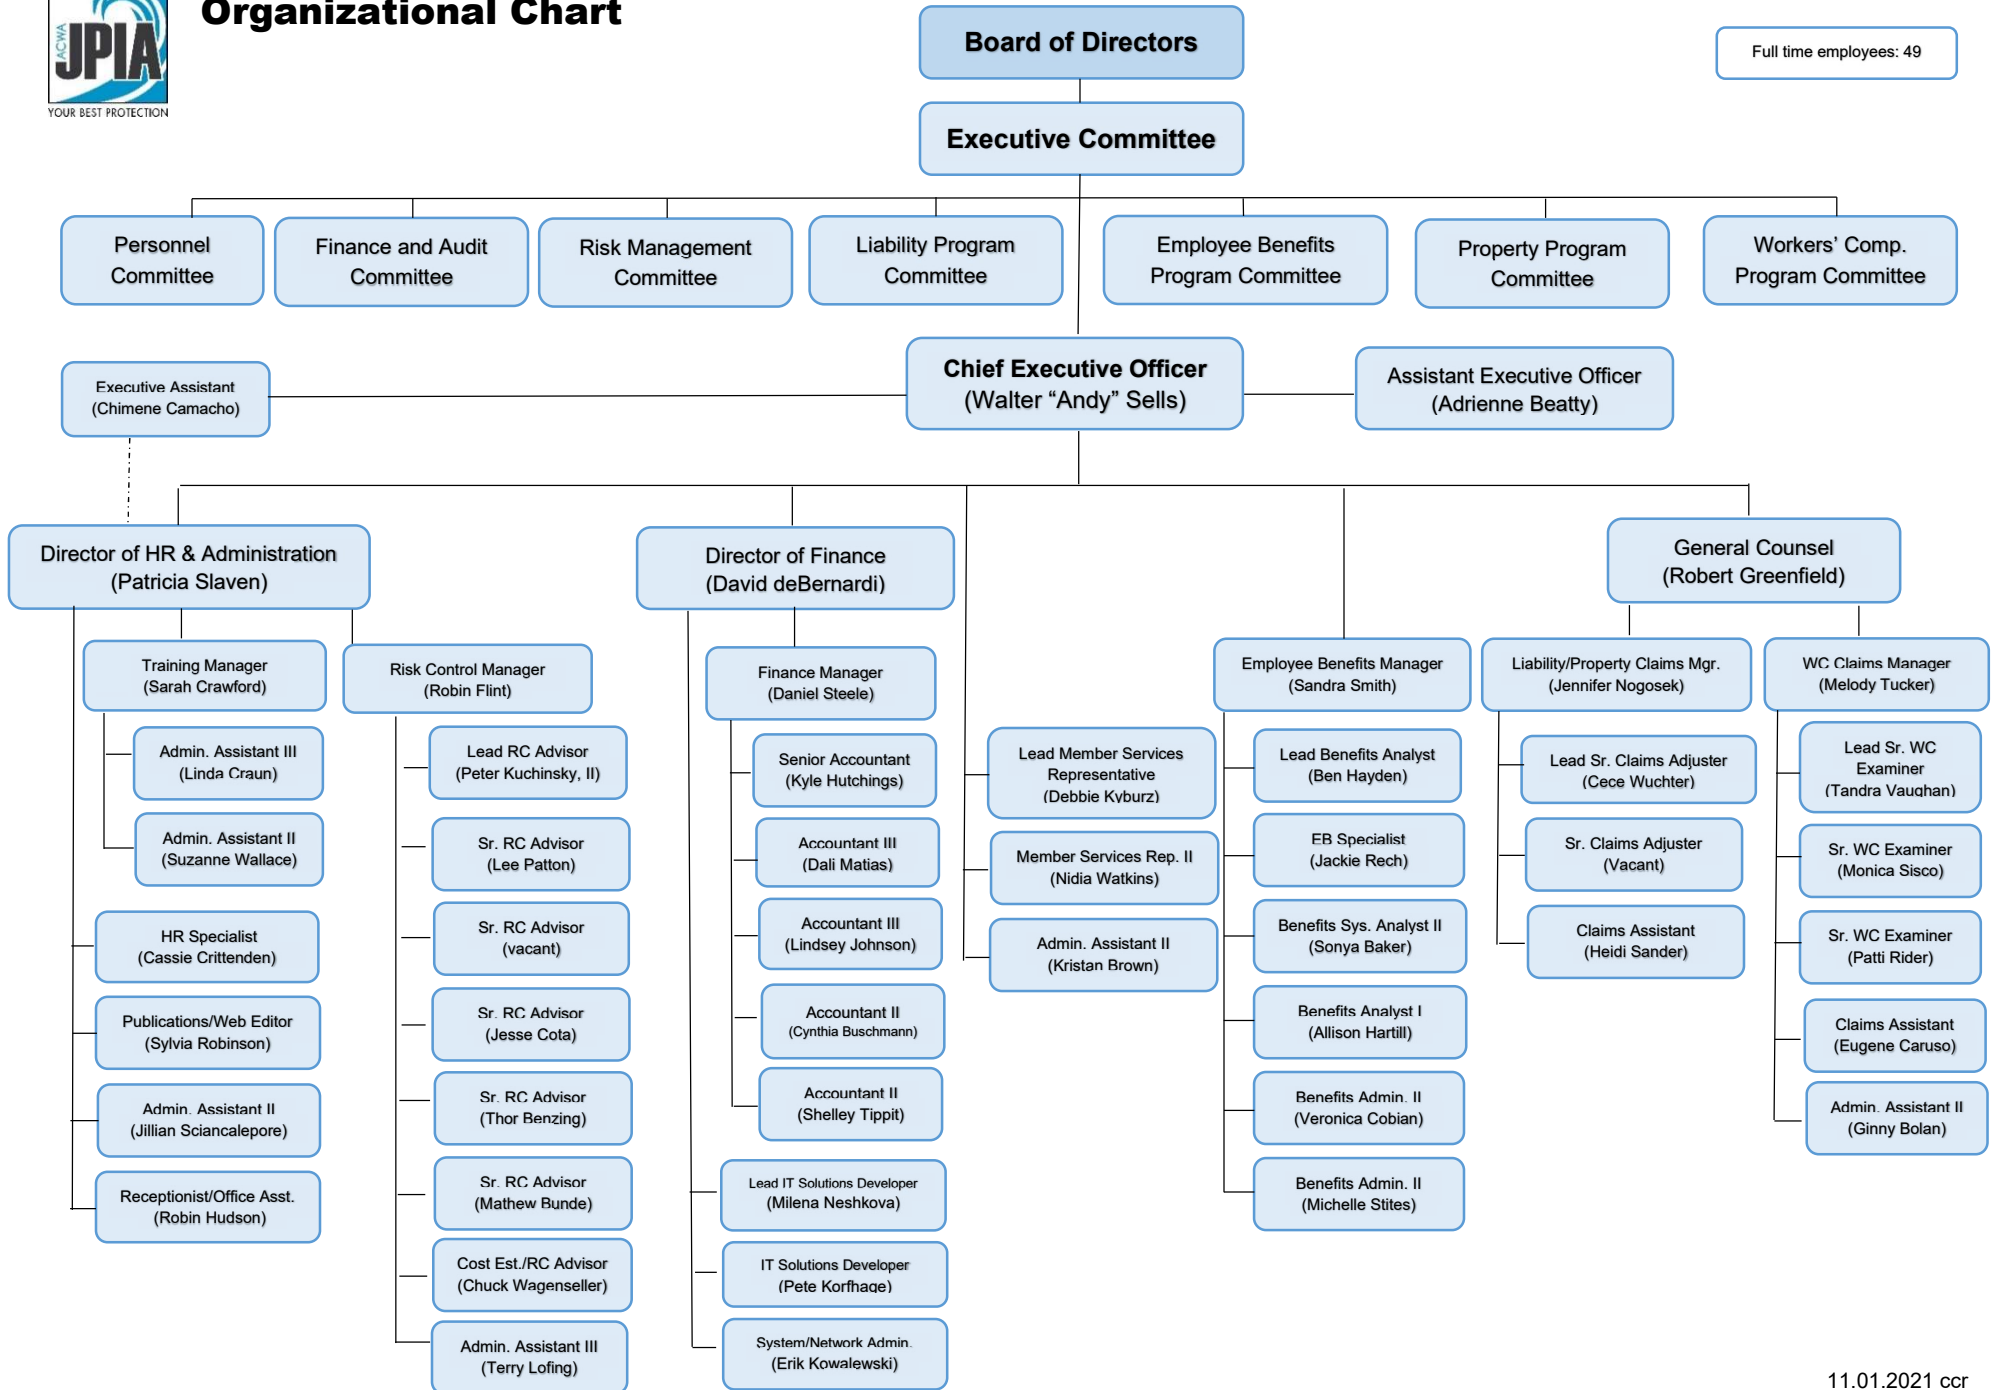 Organizational Chart
ACWA
JPIA
YOUR BEST PROTECTION
Board of Directors
Full time employees: 49
Executive Committee
Personnel
Committee
Finance and Audit
Committee
Risk Management
Committee
Liability Program
Committee
Employee Benefits
Program Committee
Property Program
Committee
Workers’ Comp.
Program Committee
Executive Assistant
(Chimene Camacho)
Chief Executive Officer
(Walter “Andy” Sells)
Assistant Executive Officer
(Adrienne Beatty)
Director of HR & Administration
(Patricia Slaven)
Director of Finance
(David deBernardi)
General Counsel
(Robert Greenfield)
Training Manager
(Sarah Crawford)
Admin. Assistant III
(Linda Craun)
Admin. Assistant II
(Suzanne Wallace)
HR Specialist
(Cassie Crittenden)
Publications/Web Editor
(Sylvia Robinson)
Admin. Assistant II
(Jillian Sciancalepore)
Receptionist/Office Asst.
(Robin Hudson)
Risk Control Manager
(Robin Flint)
Lead RC Advisor
(Peter Kuchinsky, II)
Sr. RC Advisor
(Lee Patton)
Sr. RC Advisor
(vacant)
Sr. RC Advisor
(Jesse Cota)
Sr. RC Advisor
(Thor Benzing)
Sr. RC Advisor
(Mathew Bunde)
Cost Est./RC Advisor
(Chuck Wagenseller)
Admin. Assistant III
(Terry Lofing)
Finance Manager
(Daniel Steele)
Senior Accountant
(Kyle Hutchings)
Accountant III
(Dali Matias)
Accountant III
(Lindsey Johnson)
Accountant II
(Cynthia Buschmann)
Accountant II
(Shelley Tippit)
Lead IT Solutions Developer
(Milena Neshkova)
IT Solutions Developer
(Pete Korfhage)
System/Network Admin.
(Erik Kowalewski)
Lead Member Services
Representative
(Debbie Kyburz)
Member Services Rep. II
(Nidia Watkins)
Admin. Assistant II
(Kristan Brown)
Employee Benefits Manager
(Sandra Smith)
Lead Benefits Analyst
(Ben Hayden)
EB Specialist
(Jackie Rech)
Benefits Sys. Analyst II
(Sonya Baker)
Benefits Analyst I
(Allison Hartill)
Benefits Admin. II
(Veronica Cobian)
Benefits Admin. II
(Michelle Stites)
Liability/Property Claims Mgr.
(Jennifer Nogosek)
Lead Sr. Claims Adjuster
(Cece Wuchter)
Sr. Claims Adjuster
(Vacant)
Claims Assistant
(Heidi Sander)
WC Claims Manager
(Melody Tucker)
Lead Sr. WC
Examiner
(Tandra Vaughan)
Sr. WC Examiner
(Monica Sisco)
Sr. WC Examiner
(Patti Rider)
Claims Assistant
(Eugene Caruso)
Admin. Assistant II
(Ginny Bolan)
11.01.2021 ccr